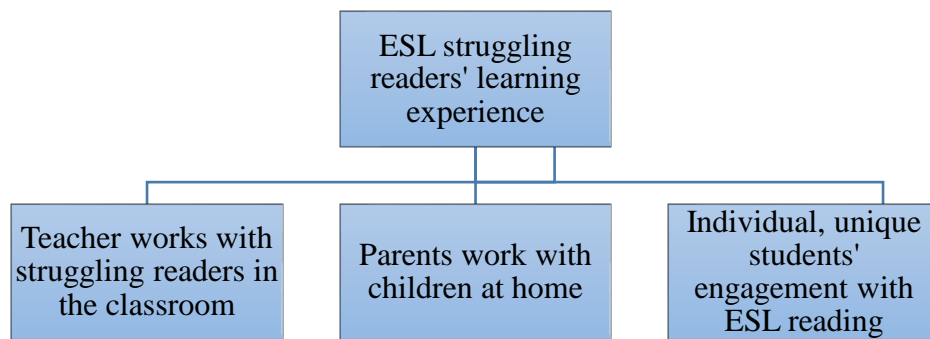 ESL struggling
readers' learning
experience
Teacher works with
struggling readers in
the classroom
Parents work with
children at home
Individual, unique
students'
engagement with
ESL reading